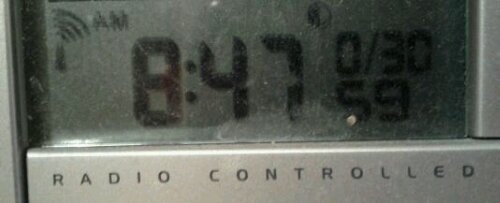 AM
8:47 0/30
59
RADIO CONTROLLED